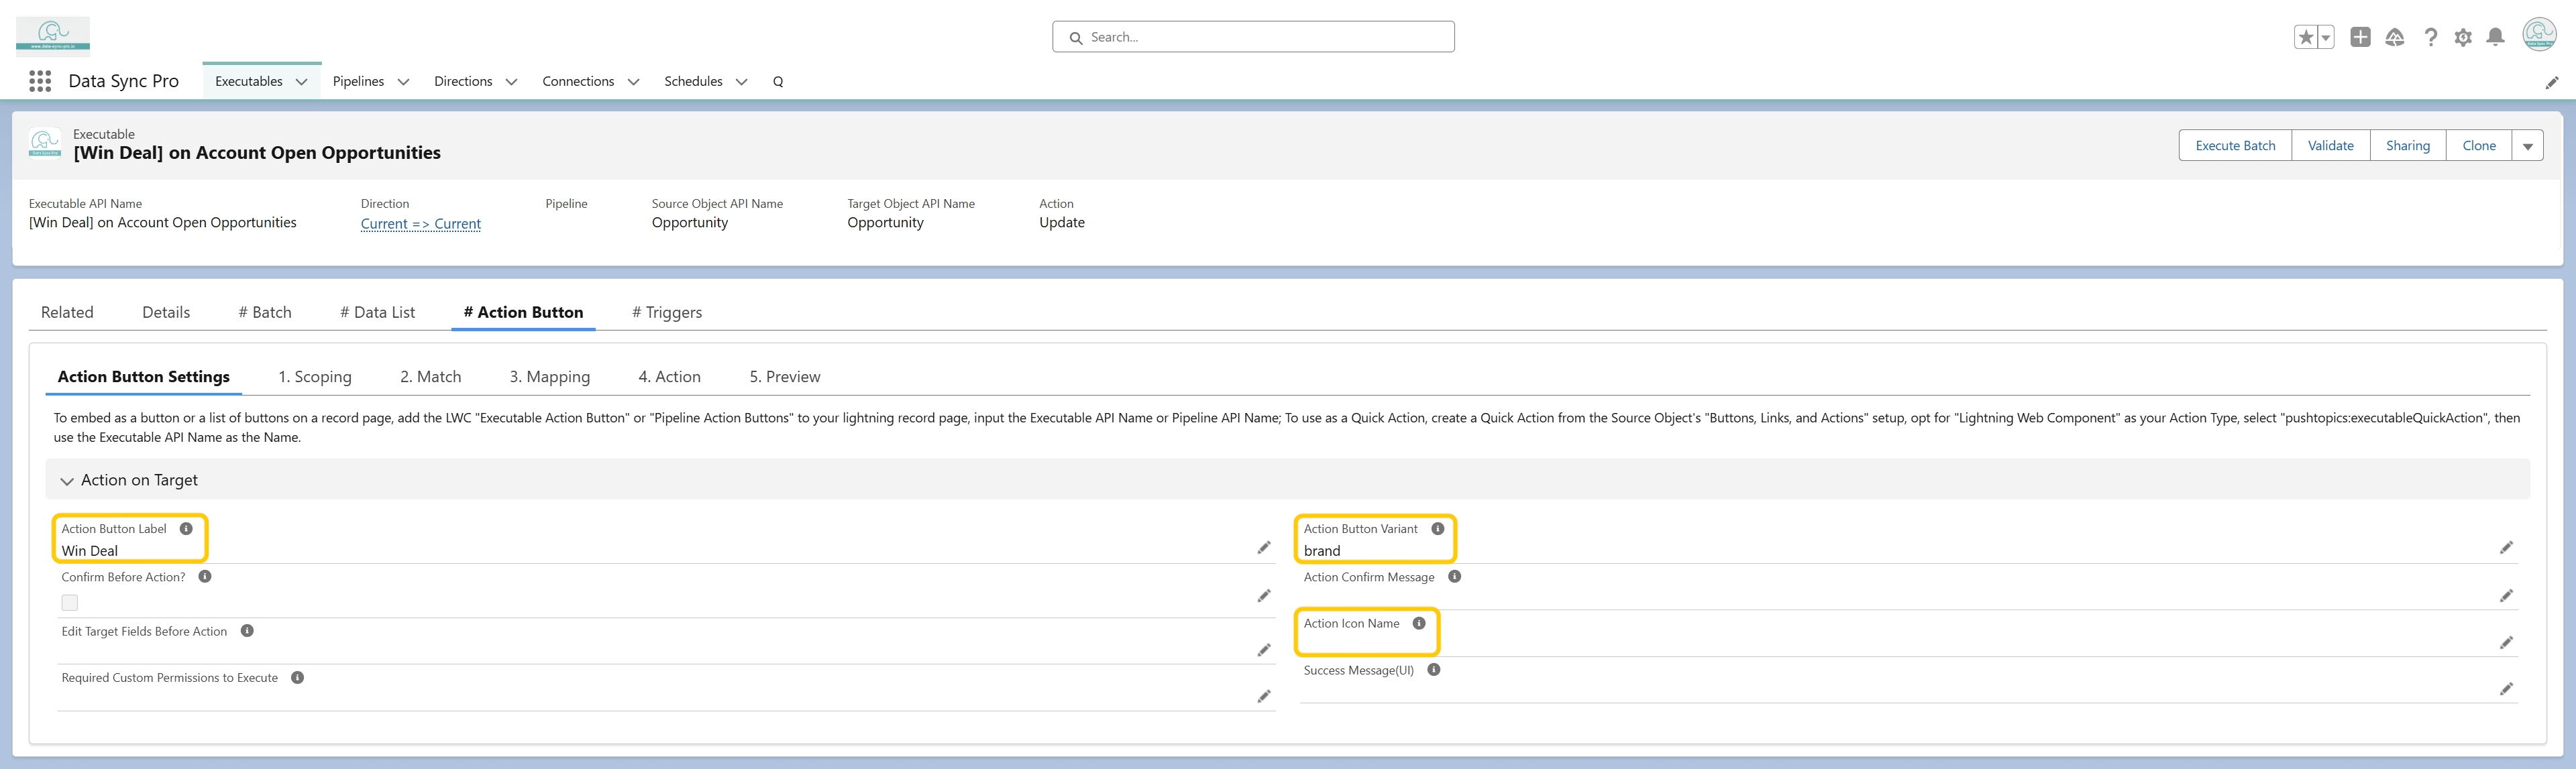 www.data-sync-pro.io
Search...
Data Sync Pro
Executables
Pipelines
Directions
Connections
Schedules
Q
Executable
[Win Deal] on Account Open Opportunities
Execute Batch
Validate
Sharing
Clone
Executable API Name
[Win Deal] on Account Open Opportunities
Direction
Current => Current
Pipeline
Source Object API Name
Opportunity
Target Object API Name
Opportunity
Action
Update
Related
Details
# Batch
# Data List
# Action Button
# Triggers
Action Button Settings
1. Scoping
2. Match
3. Mapping
4. Action
5. Preview
To embed as a button or a list of buttons on a record page, add the LWC "Executable Action Button" or "Pipeline Action Buttons" to your lightning record page, input the Executable API Name or Pipeline API Name; To use as a Quick Action, create a Quick Action from the Source Object's "Buttons, Links, and Actions" setup, opt for "Lightning Web Component" as your Action Type, select "pushtopics:executableQuickAction", then
use the Executable API Name as the Name.
Action on Target
Action Button Label
Win Deal
Action Button Variant
brand
Confirm Before Action?
Action Confirm Message
Edit Target Fields Before Action
Action Icon Name
Required Custom Permissions to Execute
Success Message(UI)